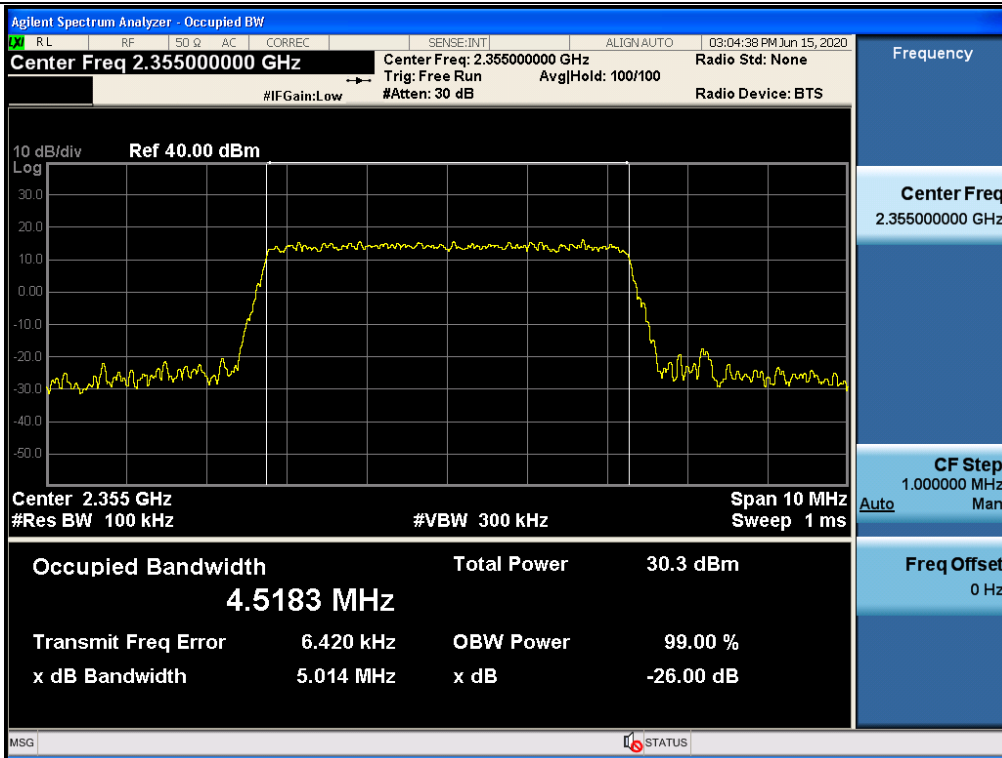 Agilent Spectrum Analyzer - Occupied BW
LXI RL RF 50 Ω AC CORREC SENSE:INT ALIGN AUTO 03:04:38 PM Jun 15, 2020
Center Freq 2.355000000 GHz
Center Freq: 2.355000000 GHz
Radio Std: None
Trig: Free Run Avg|Hold: 100/100
#IFGain:Low
#Atten: 30 dB
Radio Device: BTS
10 dB/div Ref 40.00 dBm
Log
30.0
20.0
10.0
0.00
-10.0
-20.0
-30.0
-40.0
-50.0
Center 2.355 GHz Span 10 MHz
#Res BW 100 kHz #VBW 300 kHz Sweep 1 ms
Occupied Bandwidth Total Power 30.3 dBm
4.5183 MHz
Transmit Freq Error 6.420 kHz OBW Power 99.00 %
x dB Bandwidth 5.014 MHz x dB -26.00 dB
MSG STATUS
Frequency
Center Freq
2.355000000 GHz
CF Step
1.000000 MHz
Auto Man
Freq Offset
0 Hz